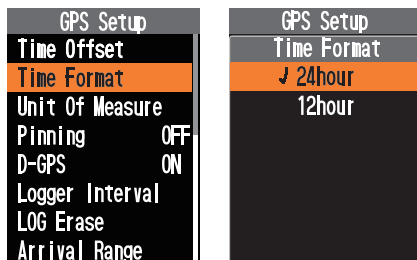 GPS Setup
Time Offset
Time Format
Unit Of Measure
Pinning OFF
D-GPS ON
Logger Interval
LOG Erase
Arrival Range
GPS Setup
Time Format
✓ 24hour
12hour